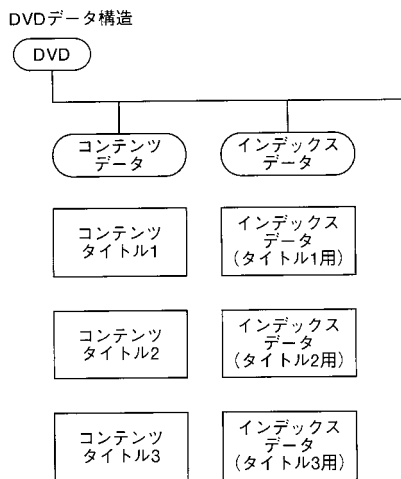 DVDデータ構造
DVD
コンテンツ
データ
インデックス
データ
コンテンツ
タイトル1
インデックス
データ
(タイトル1用)
コンテンツ
タイトル2
インデックス
データ
(タイトル2用)
コンテンツ
タイトル3
インデックス
データ
(タイトル3用)